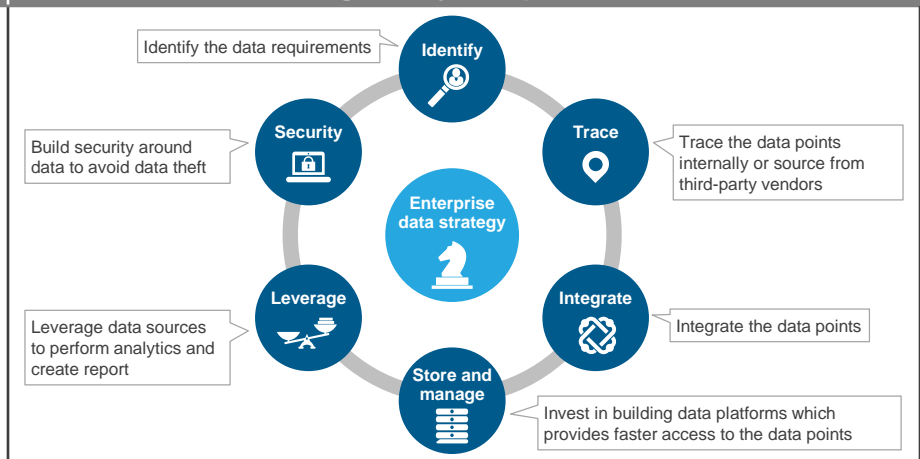 Identify the data requirements
Identify
Trace
Trace the data points
internally or source from
third-party vendors
Integrate
Integrate the data points
Store and
manage
Invest in building data platforms which
provides faster access to the data points
Leverage
Leverage data sources
to perform analytics and
create report
Security
Build security around
data to avoid data theft
Enterprise
data strategy